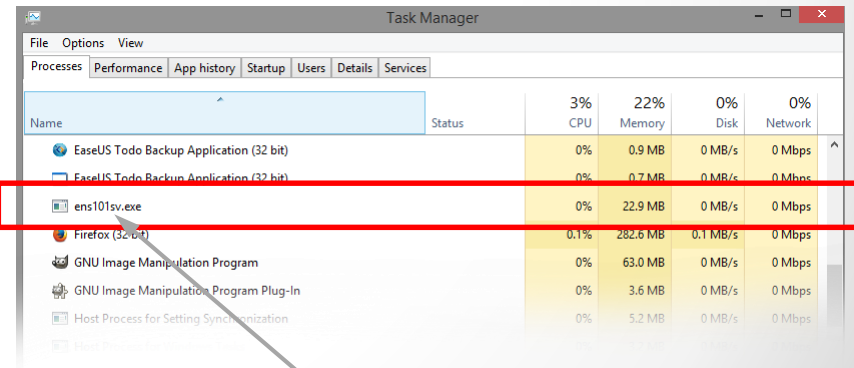 Task Manager
File Options View
Processes Performance App history Startup Users Details Services
3% 22% 0% 0%
Name Status CPU Memory Disk Network
EaseUS Todo Backup Application (32 bit) 0% 0.9 MB 0 MB/s 0 Mbps
EaseUS Todo Backup Application (32 bit) 0% 0.7 MB 0 MB/s 0 Mbps
ens101sv.exe 0% 22.9 MB 0 MB/s 0 Mbps
Firefox (32-bit) 0.1% 282.6 MB 0.1 MB/s 0 Mbps
GNU Image Manipulation Program 0% 63.0 MB 0 MB/s 0 Mbps
GNU Image Manipulation Program Plug-In 0% 3.6 MB 0 MB/s 0 Mbps
Host Process for Setting Synchronization 0% 5.2 MB 0 MB/s 0 Mbps